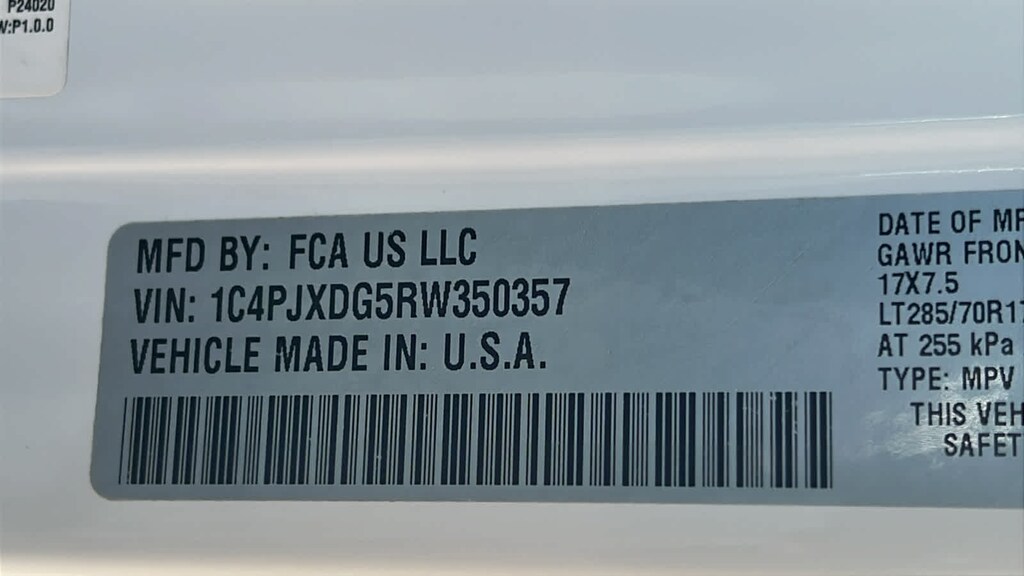 P24020
W:P1.0.0
MFD BY: FCA US LLC
VIN: 1C4PJXDG5RW350357
VEHICLE MADE IN: U.S.A.
DATE OF MF
GAWR FRON
17X7.5
LT285/70R17
AT 255 kPa
TYPE: MPV
THIS VEH
SAFET